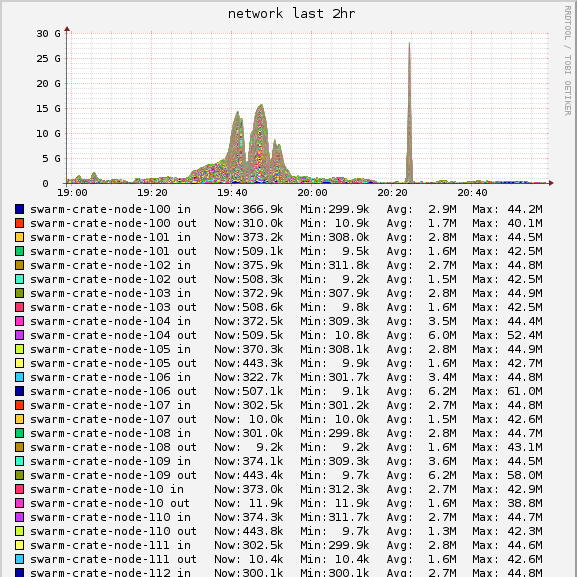 network last 2hr
RRDTOOL / TOBI OETIKER
30 G
25 G
20 G
15 G
10 G
5 G
0
19:00 19:20 19:40 20:00 20:20 20:40
swarm-crate-node-100 in Now:366.9k Min:299.9k Avg: 2.9M Max: 44.2M
swarm-crate-node-100 out Now:310.0k Min: 10.9k Avg: 1.7M Max: 40.1M
swarm-crate-node-101 in Now:373.2k Min:308.0k Avg: 2.8M Max: 44.5M
swarm-crate-node-101 out Now:509.1k Min: 9.5k Avg: 1.6M Max: 42.5M
swarm-crate-node-102 in Now:375.9k Min:311.8k Avg: 2.7M Max: 44.8M
swarm-crate-node-102 out Now:508.3k Min: 9.2k Avg: 1.5M Max: 42.5M
swarm-crate-node-103 in Now:372.9k Min:307.9k Avg: 2.8M Max: 44.9M
swarm-crate-node-103 out Now:508.6k Min: 9.8k Avg: 1.6M Max: 42.5M
swarm-crate-node-104 in Now:372.5k Min:309.3k Avg: 3.5M Max: 44.4M
swarm-crate-node-104 out Now:509.5k Min: 10.8k Avg: 6.0M Max: 52.4M
swarm-crate-node-105 in Now:370.3k Min:308.1k Avg: 2.8M Max: 44.9M
swarm-crate-node-105 out Now:443.3k Min: 9.9k Avg: 1.6M Max: 42.7M
swarm-crate-node-106 in Now:322.7k Min:301.7k Avg: 3.4M Max: 44.8M
swarm-crate-node-106 out Now:507.1k Min: 9.1k Avg: 6.2M Max: 61.0M
swarm-crate-node-107 in Now:302.5k Min:301.2k Avg: 2.7M Max: 44.8M
swarm-crate-node-107 out Now: 10.0k Min: 10.0k Avg: 1.5M Max: 42.6M
swarm-crate-node-108 in Now:301.0k Min:299.8k Avg: 2.8M Max: 44.7M
swarm-crate-node-108 out Now: 9.2k Min: 9.2k Avg: 1.6M Max: 43.1M
swarm-crate-node-109 in Now:374.1k Min:309.3k Avg: 3.6M Max: 44.5M
swarm-crate-node-109 out Now:443.4k Min: 9.7k Avg: 6.2M Max: 58.0M
swarm-crate-node-10 in Now:373.0k Min:312.3k Avg: 2.7M Max: 42.9M
swarm-crate-node-10 out Now: 11.9k Min: 11.9k Avg: 1.6M Max: 38.8M
swarm-crate-node-110 in Now:374.3k Min:311.7k Avg: 2.7M Max: 44.7M
swarm-crate-node-110 out Now:443.8k Min: 9.7k Avg: 1.3M Max: 42.3M
swarm-crate-node-111 in Now:302.5k Min:299.9k Avg: 2.8M Max: 44.6M
swarm-crate-node-111 out Now: 10.4k Min: 10.4k Avg: 1.6M Max: 42.6M
swarm-crate-node-112 in Now:300.1k Min:300.1k Avg: 2.7M Max: 44.8M